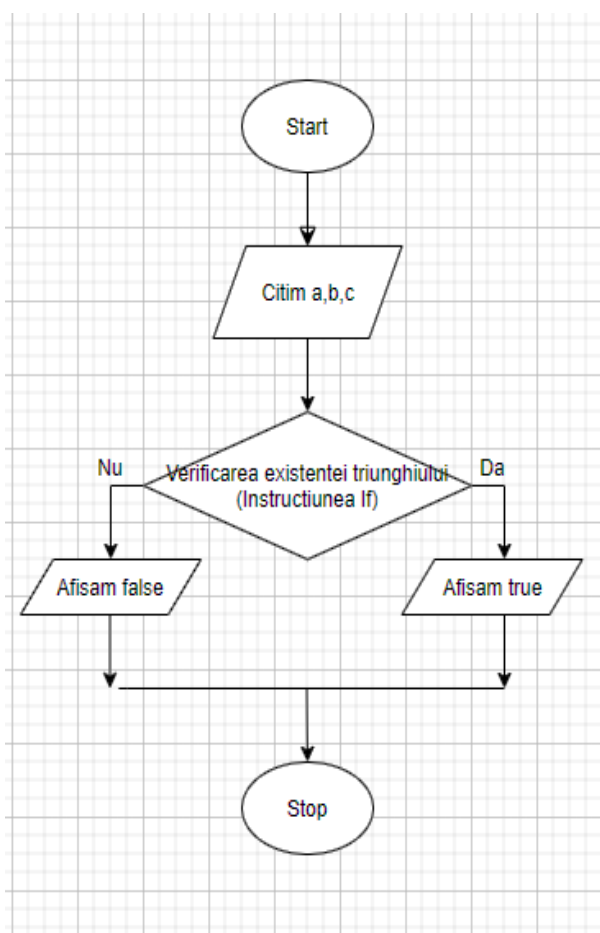 Start
Citim a,b,c
Nu
Verificarea existentei triunghiului
(Instructiunea If)
Da
Afisam false
Afisam true
Stop